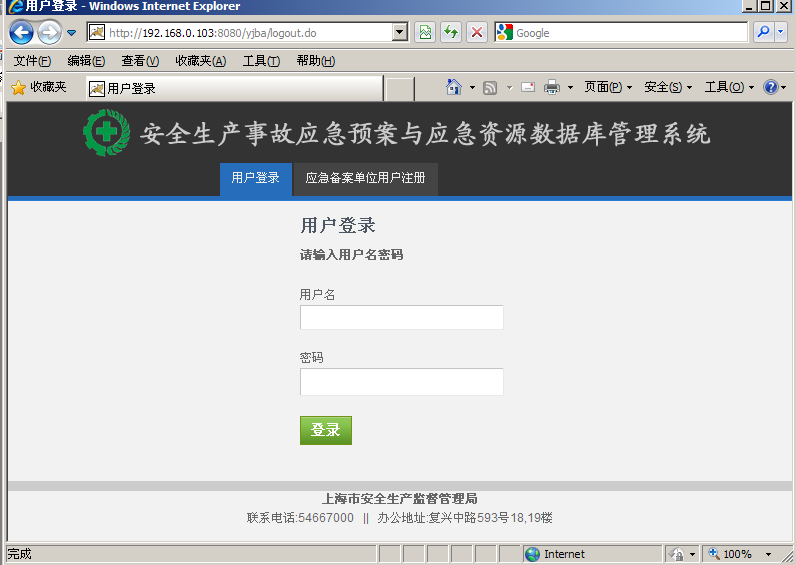 用户登录 - Windows Internet Explorer
http://192.168.0.103:8080/yjba/logout.do
Google
文件(F) 编辑(E) 查看(V) 收藏夹(A) 工具(T) 帮助(H)
收藏夹 用户登录 页面(P) 安全(S) 工具(O)
安全生产事故应急预案与应急资源数据库管理系统
用户登录 应急备案单位用户注册
用户登录
请输入用户名密码
用户名
密码
登录
上海市安全生产监督管理局
联系电话:54667000 || 办公地址:复兴中路593号18,19楼
完成 Internet 100%